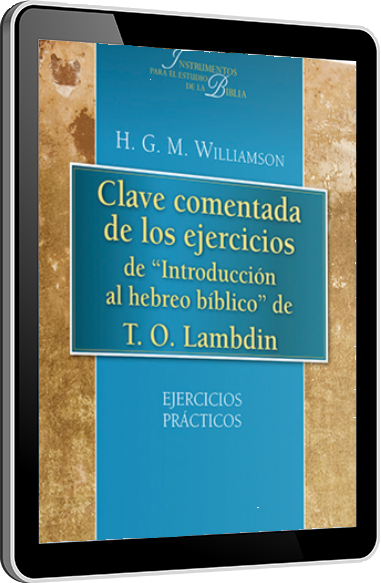 INSTRUMENTOS
PARA EL ESTUDIO
DE LA BIBLIA
H. G. M. WILLIAMSON
Clave comentada
de los ejercicios
de “Introducción
al hebreo bíblico” de
T. O. Lambdin
EJERCICIOS
PRÁCTICOS